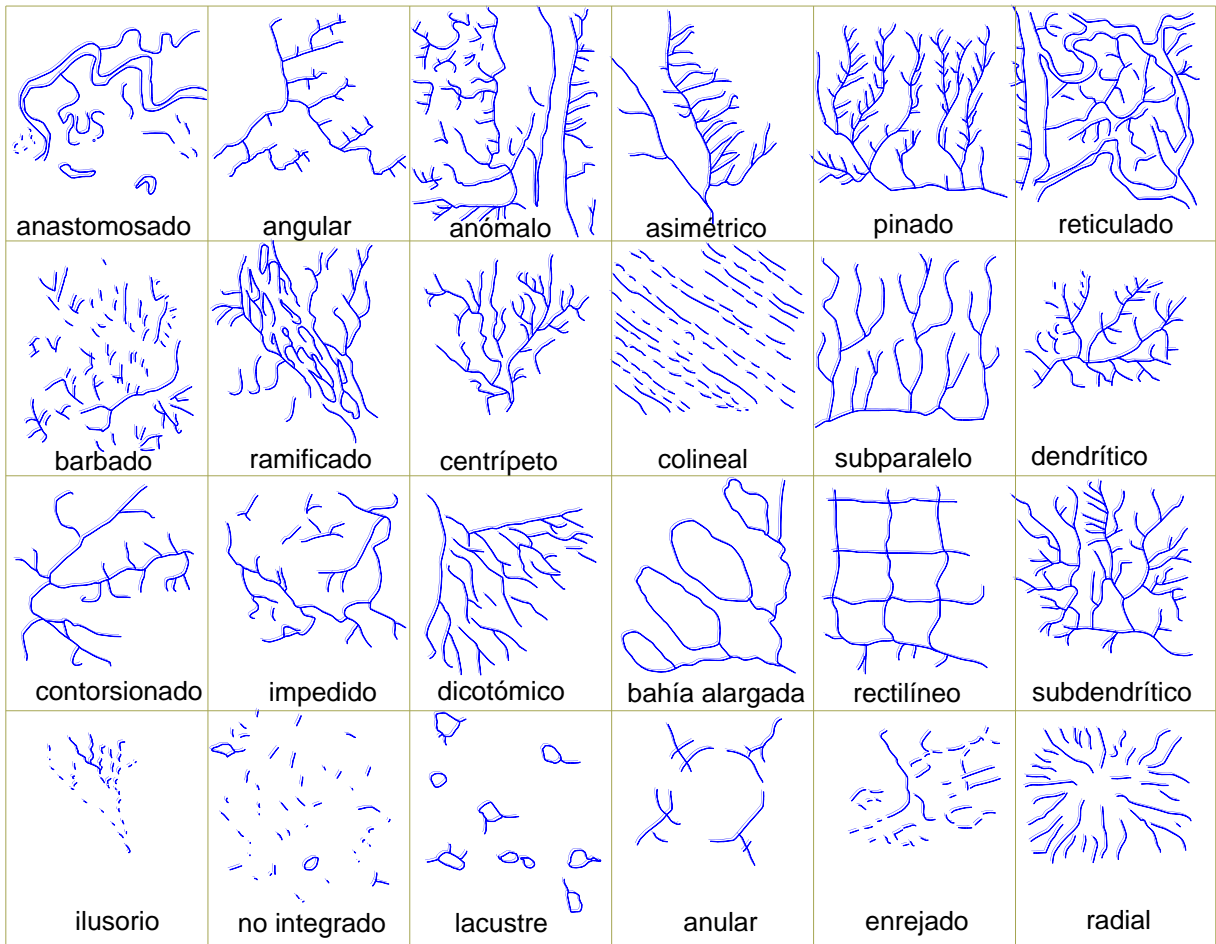 anastomosado
angular
anómalo
asimétrico
pinado
reticulado
barbado
ramificado
centrípeto
colineal
subparalelo
dendrítico
contorsionado
impedido
dicotómico
bahía alargada
rectilíneo
subdendrítico
ilusorio
no integrado
lacustre
anular
enrejado
radial